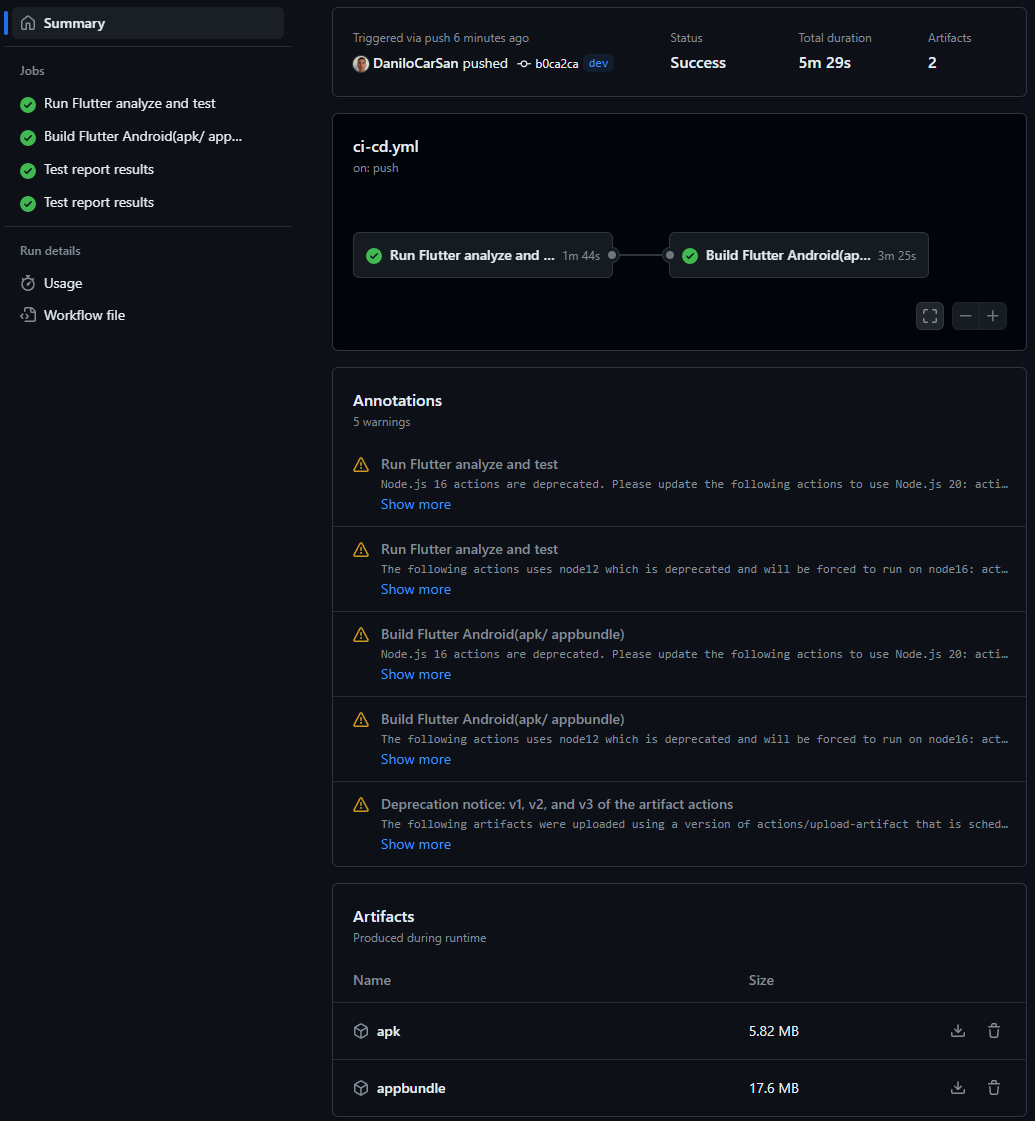 Summary
Jobs
Run Flutter analyze and test
Build Flutter Android(apk/ app...
Test report results
Test report results
Run details
Usage
Workflow file
Triggered via push 6 minutes ago
DaniloCarSan pushed b0ca2ca dev
Status
Success
Total duration
5m 29s
Artifacts
2
ci-cd.yml
on: push
Run Flutter analyze and ... 1m 44s
Build Flutter Android(ap... 3m 25s
Annotations
5 warnings
Run Flutter analyze and test
Node.js 16 actions are deprecated. Please update the following actions to use Node.js 20: acti…
Show more
Run Flutter analyze and test
The following actions uses node12 which is deprecated and will be forced to run on node16: act…
Show more
Build Flutter Android(apk/ appbundle)
Node.js 16 actions are deprecated. Please update the following actions to use Node.js 20: acti…
Show more
Build Flutter Android(apk/ appbundle)
The following actions uses node12 which is deprecated and will be forced to run on node16: act…
Show more
Deprecation notice: v1, v2, and v3 of the artifact actions
The following artifacts were uploaded using a version of actions/upload-artifact that is sched…
Show more
Artifacts
Produced during runtime
Name Size
apk 5.82 MB
appbundle 17.6 MB